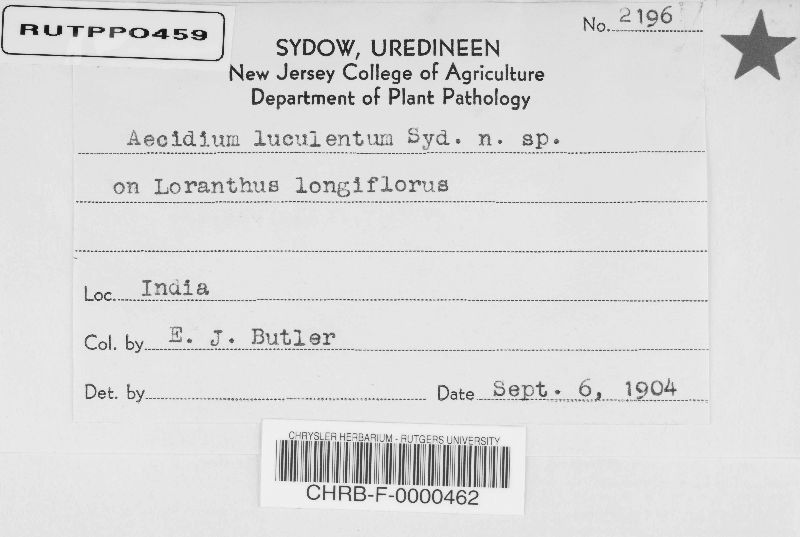 RUTPP0459
No. 2196
SYDOW, UREDINEEN
New Jersey College of Agriculture
Department of Plant Pathology
Aecidium luculentum Syd. n. sp.
on Loranthus longiflorus
Loc. India
Col. by E. J. Butler
Det. by
Date Sept. 6, 1904
CHRYSLER HERBARIUM - RUTGERS UNIVERSITY
CHRB-F-0000462